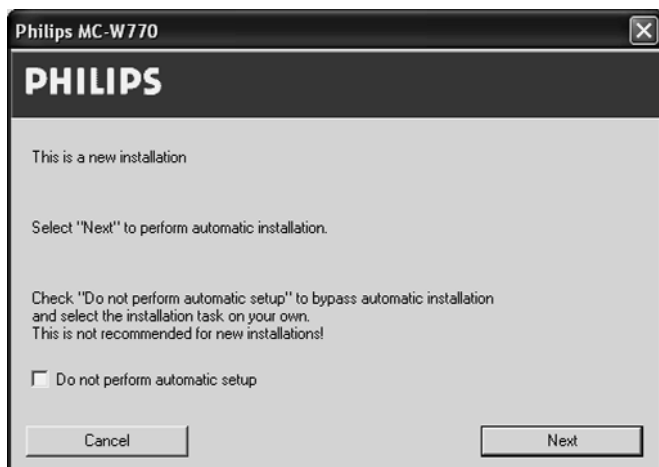 Philips MC-W770
PHILIPS
This is a new installation
Select "Next" to perform automatic installation.
Check "Do not perform automatic setup" to bypass automatic installation
and select the installation task on your own.
This is not recommended for new installations!
Do not perform automatic setup
Cancel
Next